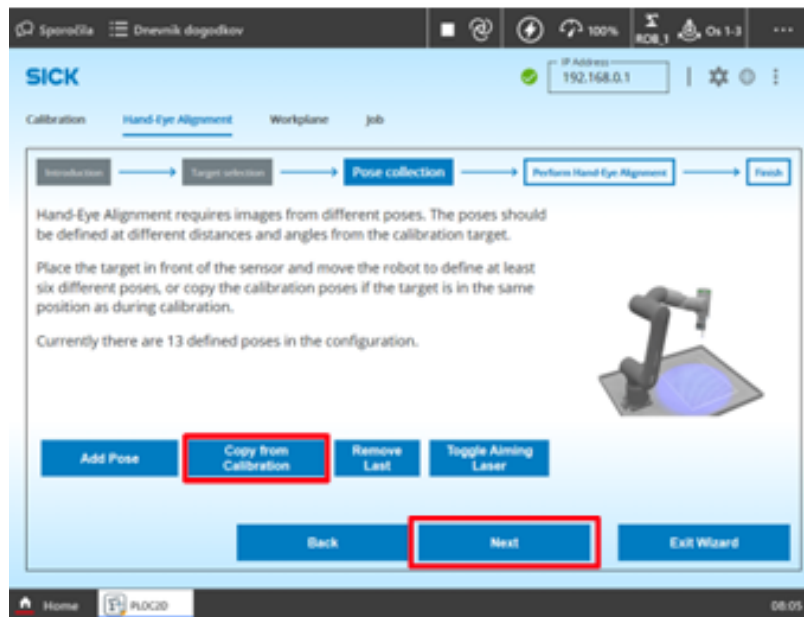 Sporočila Dnevnik dogodkov 100% Σ ROB_1 Os 1-3 ...
SICK IP Address 192.168.0.1
Calibration Hand-Eye Alignment Workplane Job
Introduction Target selection Pose collection Perform Hand-Eye Alignment Finish
Hand-Eye Alignment requires images from different poses. The poses should
be defined at different distances and angles from the calibration target.
Place the target in front of the sensor and move the robot to define at least
six different poses, or copy the calibration poses if the target is in the same
position as during calibration.
Currently there are 13 defined poses in the configuration.
Add Pose Copy from Calibration Remove Last Toggle Aiming Laser
Back Next Exit Wizard
Home PLOC2D 08:05